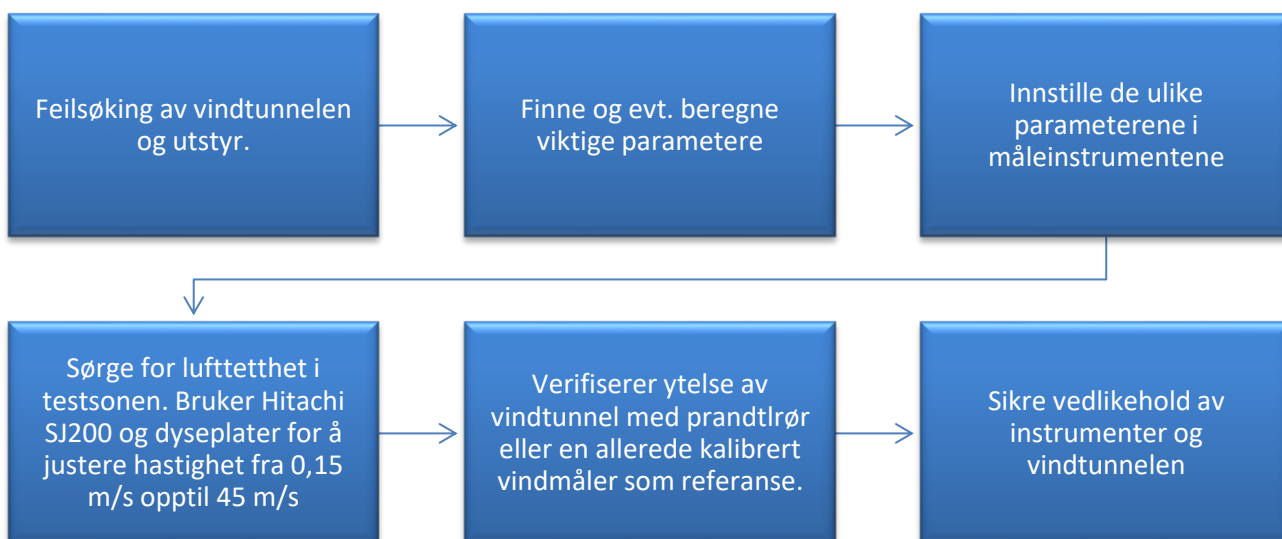 Feilsøking av vindtunnelen
og utstyr.
Finne og evt. beregne
viktige parametere
Innstille de ulike
parameterene i
måleinstrumentene
Sørge for lufttetthet i
testsonen. Bruker Hitachi
SJ200 og dyseplater for å
justere hastighet fra 0,15
m/s opptil 45 m/s
Verifiserer ytelse av
vindtunnel med prandtlrør
eller en allerede kalibrert
vindmåler som referanse.
Sikre vedlikehold av
instrumenter og
vindtunnelen